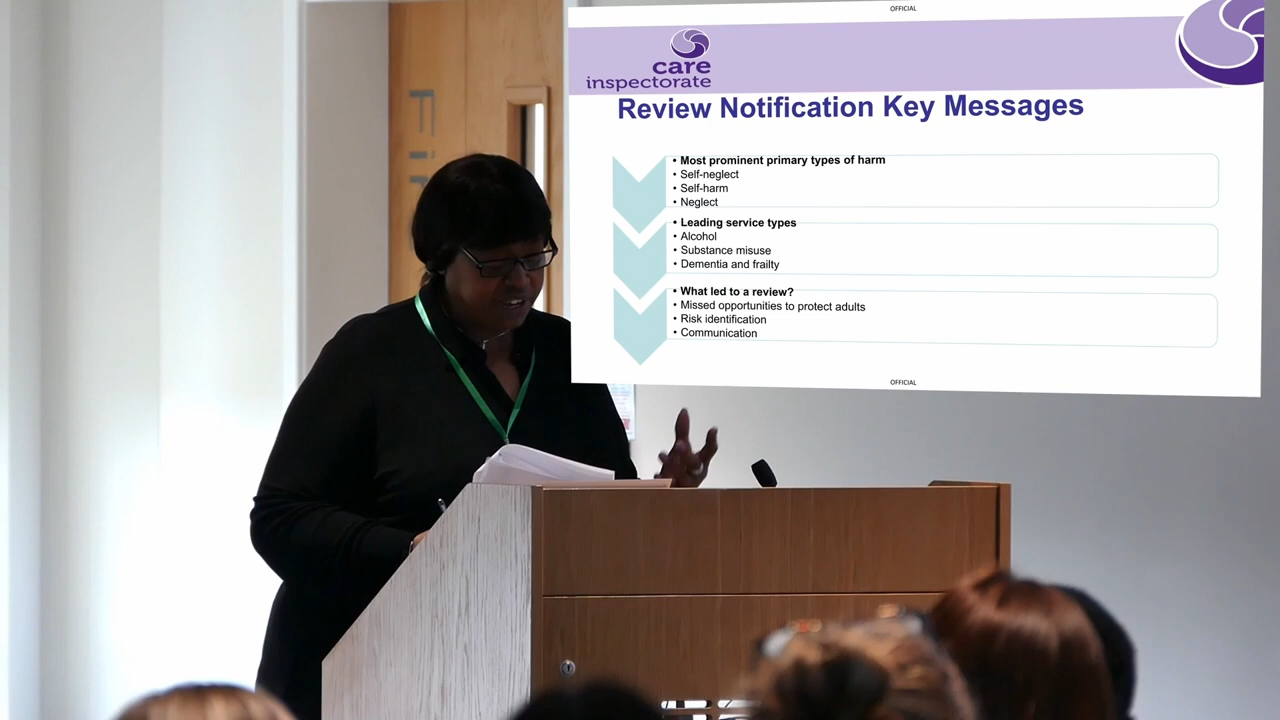 OFFICIAL
care
inspectorate
Review Notification Key Messages
• Most prominent primary types of harm
• Self-neglect
• Self-harm
• Neglect
• Leading service types
• Alcohol
• Substance misuse
• Dementia and frailty
• What led to a review?
• Missed opportunities to protect adults
• Risk identification
• Communication
OFFICIAL